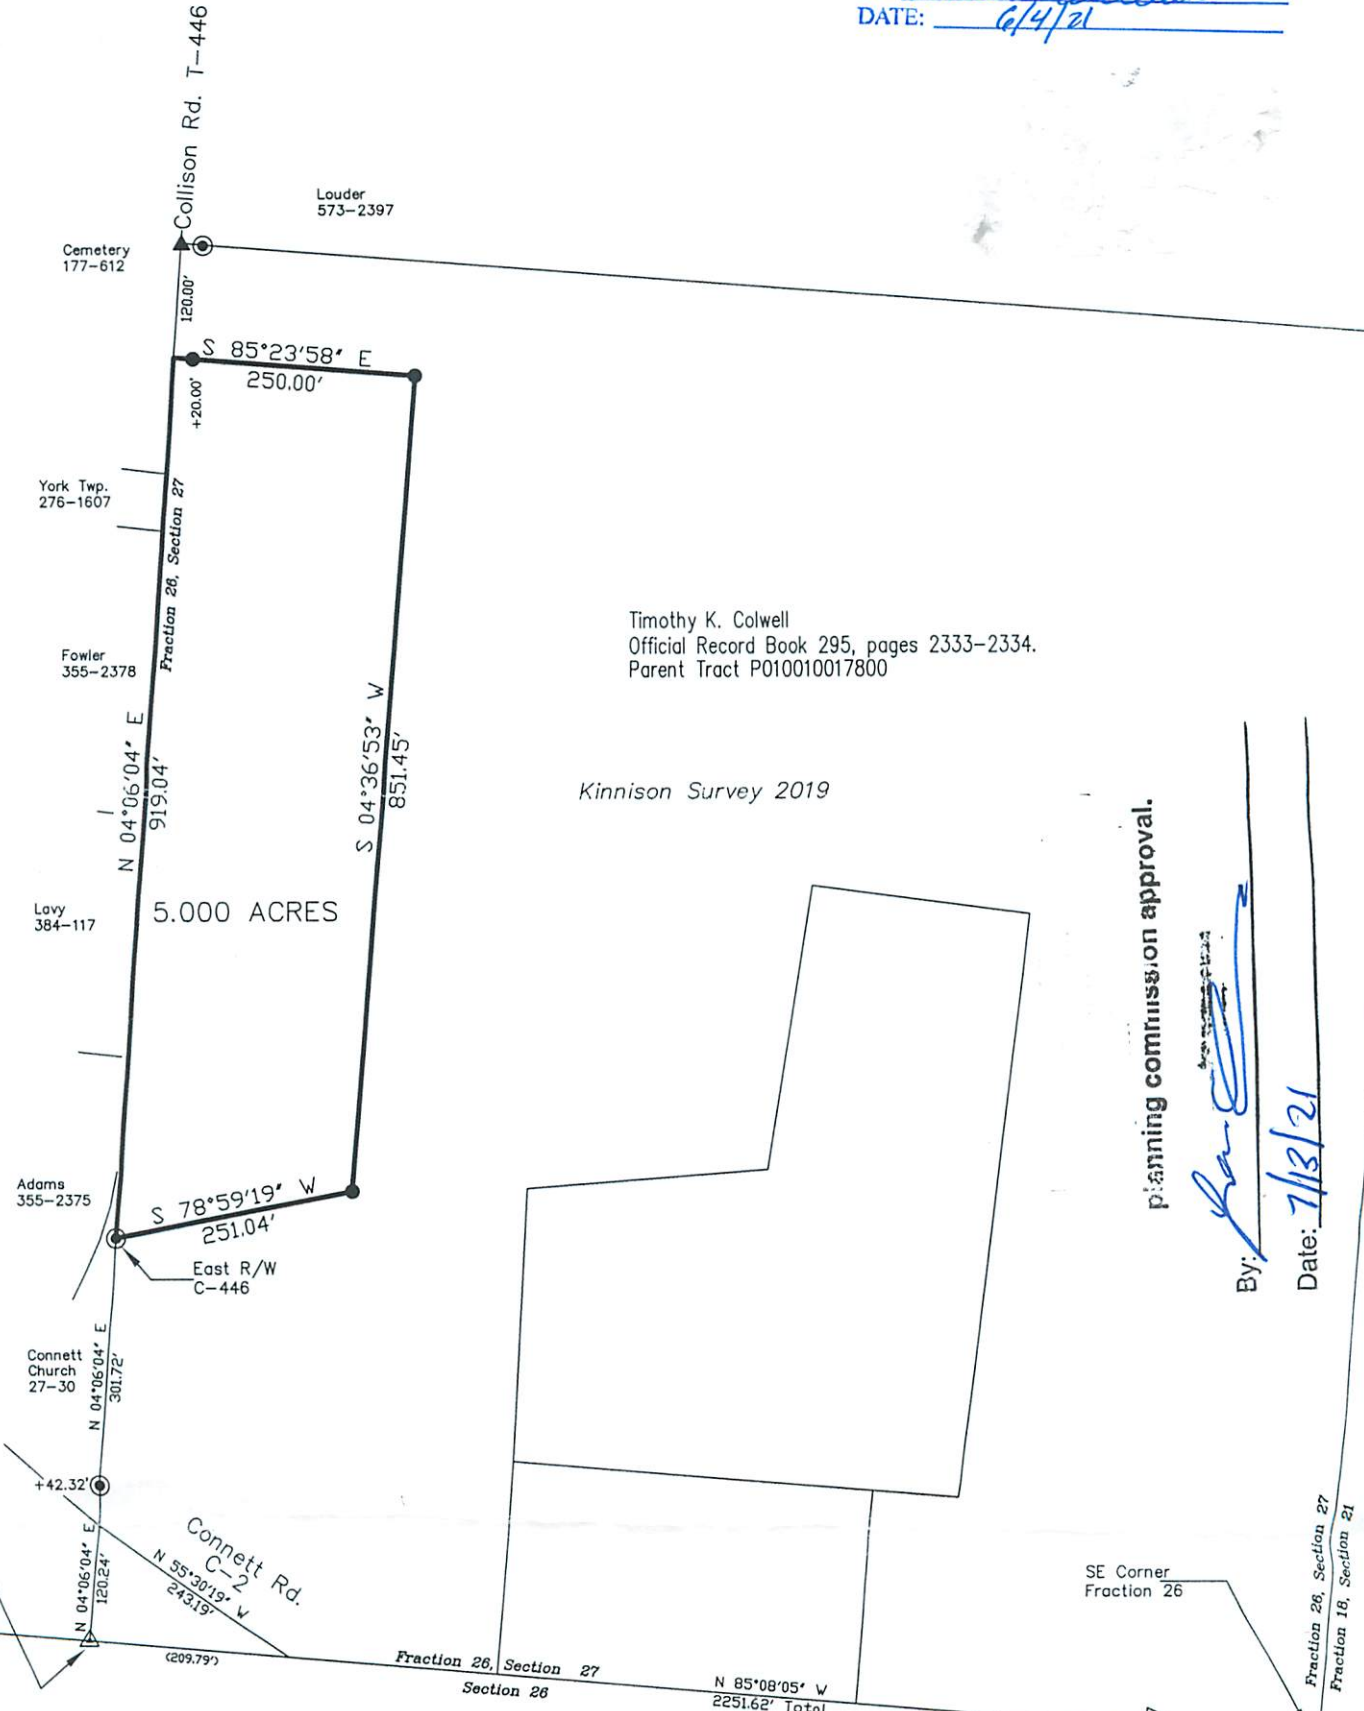 DATE: 6/4/21
Collison Rd. T-446
Louder
573-2397
Cemetery
177-612
120.00'
S 85°23'58" E
250.00'
+20.00'
York Twp.
276-1607
Fraction 26, Section 27
Fowler
355-2378
Timothy K. Colwell
Official Record Book 295, pages 2333-2334.
Parent Tract P010010017800
N 04°06'04" E
919.04'
S 04°36'53" W
851.45'
Kinnison Survey 2019
Lavy
384-117
5.000 ACRES
planning commission approval.
By:
Date: 7/13/21
Adams
355-2375
S 78°59'19" W
251.04'
East R/W
C-446
Connett
Church
27-30
N 04°06'04" E
301.72'
+42.32'
N 04°06'04" E
120.24'
Connett Rd.
C-2
N 55°30'19" W
243.19'
(209.79')
Fraction 26, Section 27
Section 26
N 85°08'05" W
2251.62' Total
SE Corner
Fraction 26
Fraction 26, Section 27
Fraction 18, Section 21